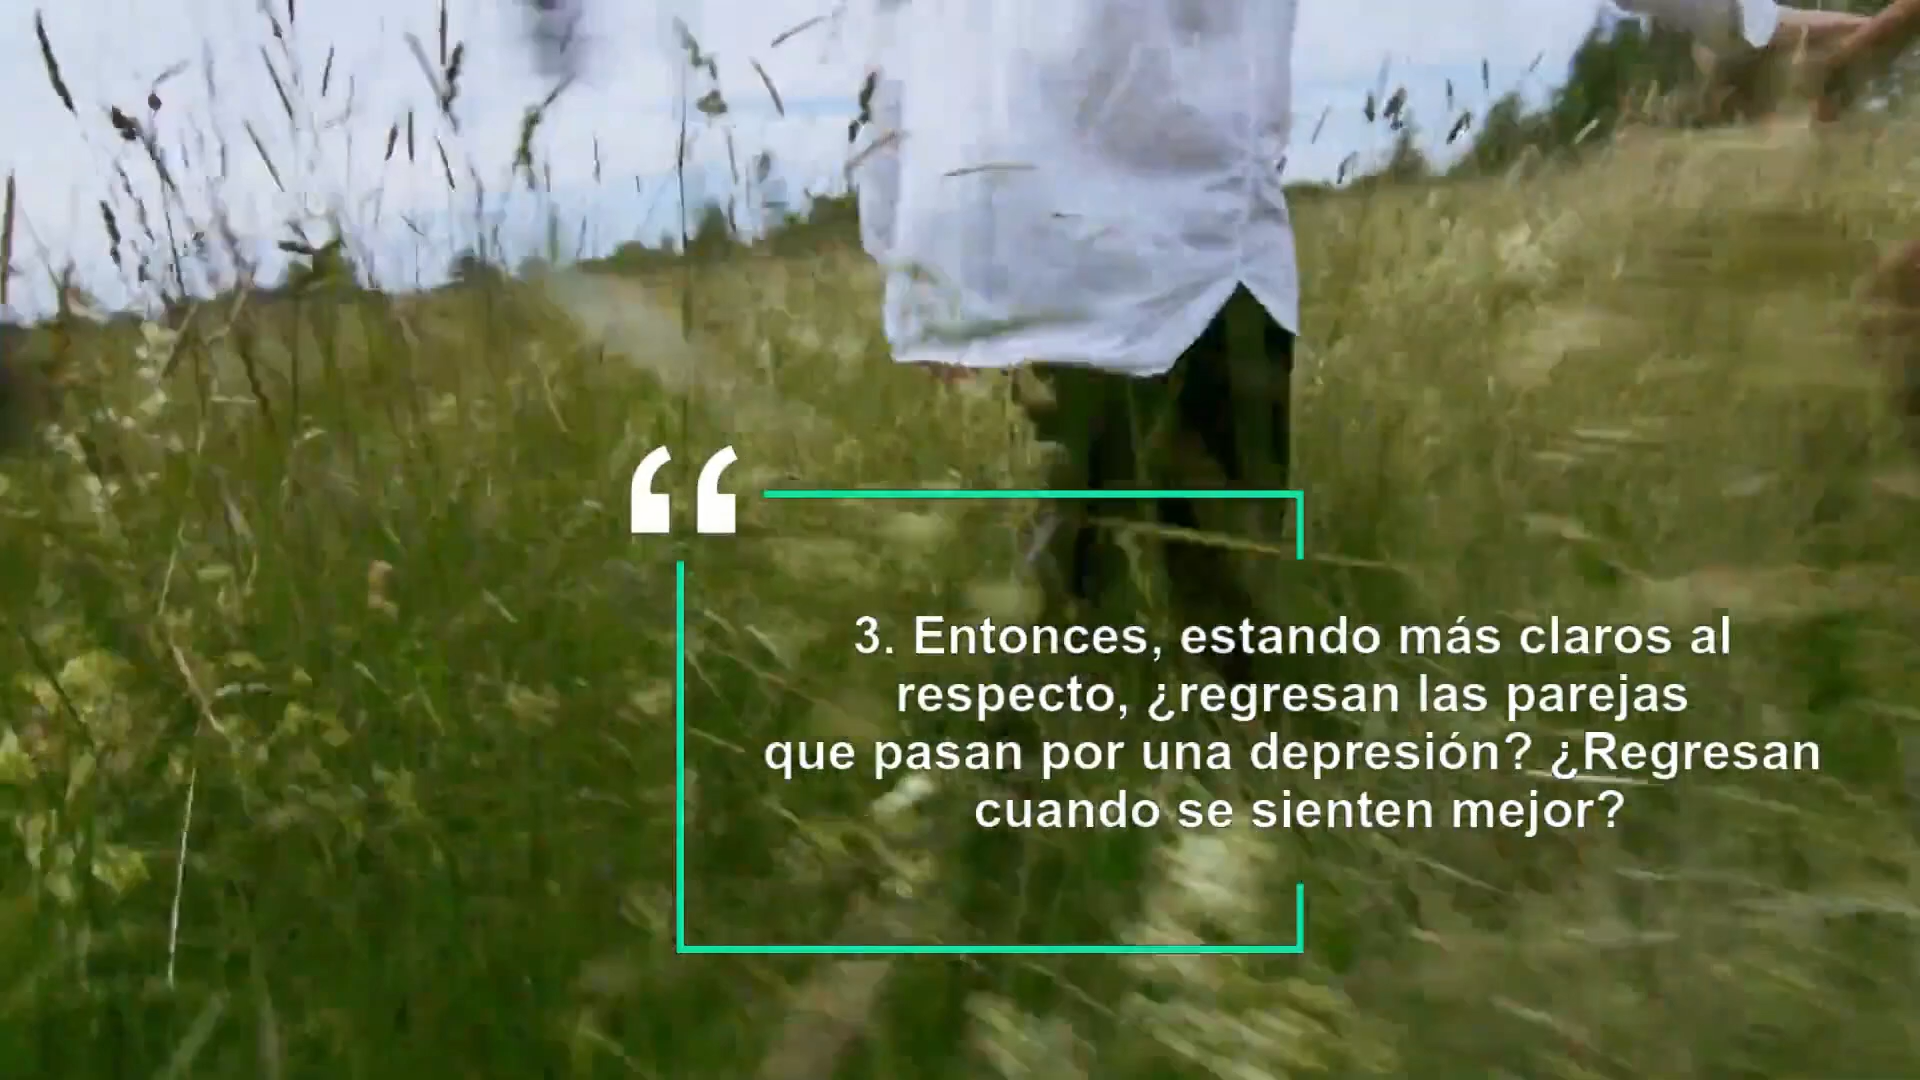 “
3. Entonces, estando más claros al
respecto, ¿regresan las parejas
que pasan por una depresión? ¿Regresan
cuando se sienten mejor?